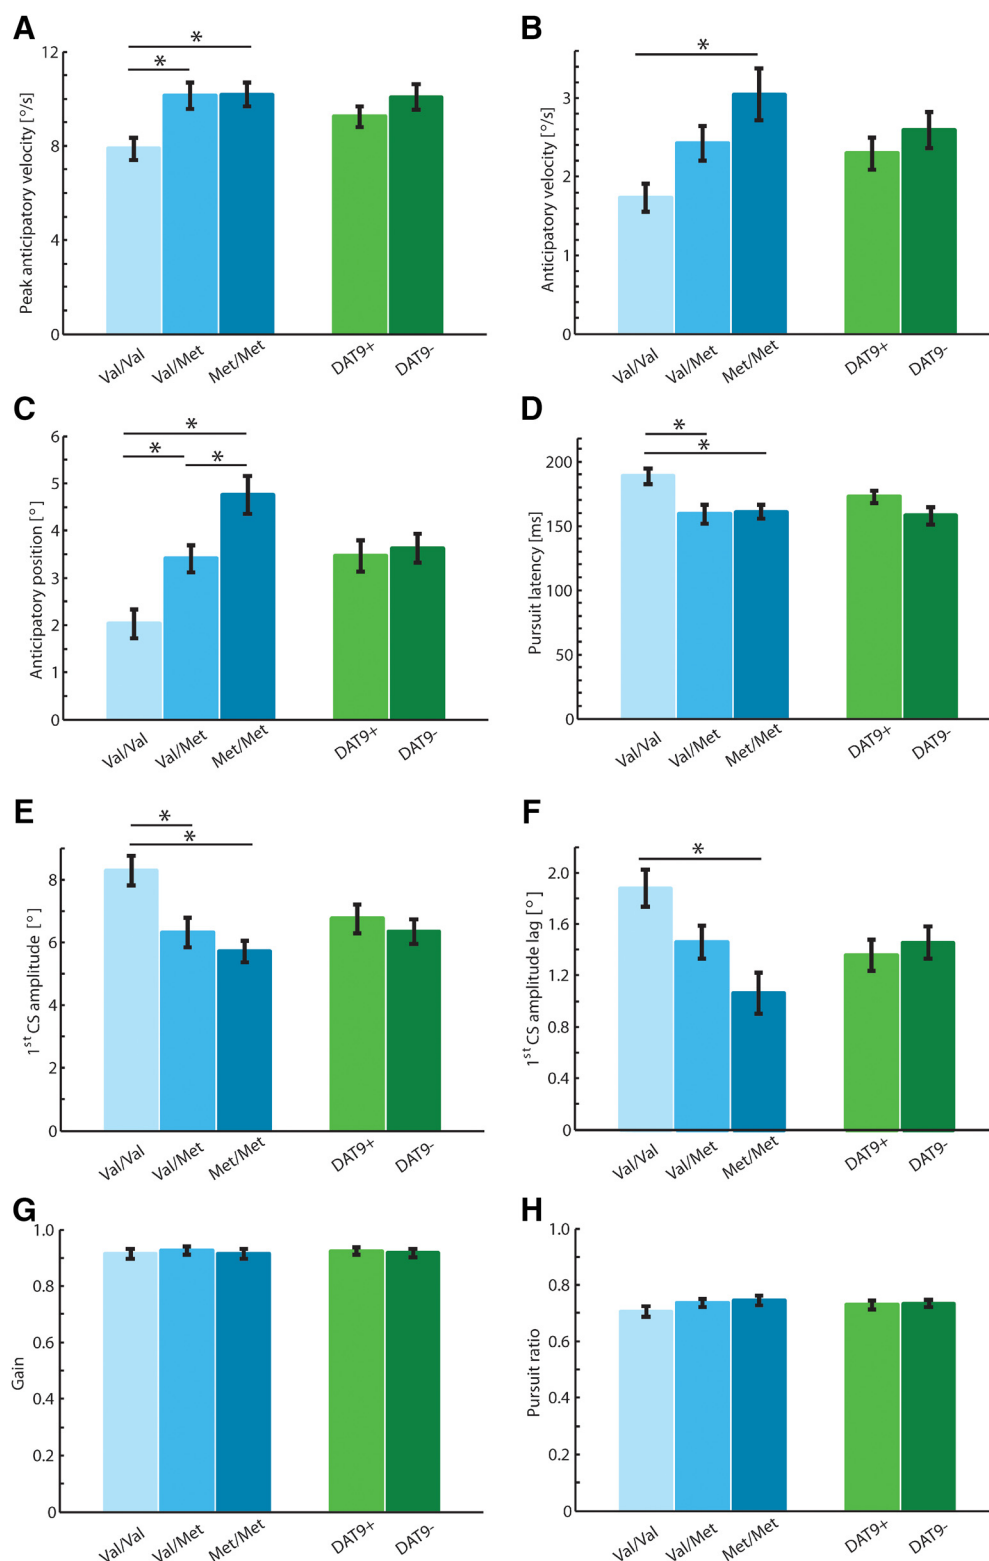 A
*
*
12
8
4
0
Peak anticipatory velocity [°/s]
Val/Val
Val/Met
Met/Met
DAT9+
DAT9-
B
*
3
2
1
0
Anticipatory velocity [°/s]
Val/Val
Val/Met
Met/Met
DAT9+
DAT9-
C
*
*
*
6
5
4
3
2
1
0
Anticipatory position [°]
Val/Val
Val/Met
Met/Met
DAT9+
DAT9-
D
*
*
200
150
100
50
0
Pursuit latency [ms]
Val/Val
Val/Met
Met/Met
DAT9+
DAT9-
E
*
*
8
6
4
2
0
1st CS amplitude [°]
Val/Val
Val/Met
Met/Met
DAT9+
DAT9-
F
*
2.0
1.6
1.2
0.8
0.4
0
1st CS amplitude lag [°]
Val/Val
Val/Met
Met/Met
DAT9+
DAT9-
G
1.0
0.8
0.6
0.4
0.2
0
Gain
Val/Val
Val/Met
Met/Met
DAT9+
DAT9-
H
1.0
0.8
0.6
0.4
0.2
0
Pursuit ratio
Val/Val
Val/Met
Met/Met
DAT9+
DAT9-